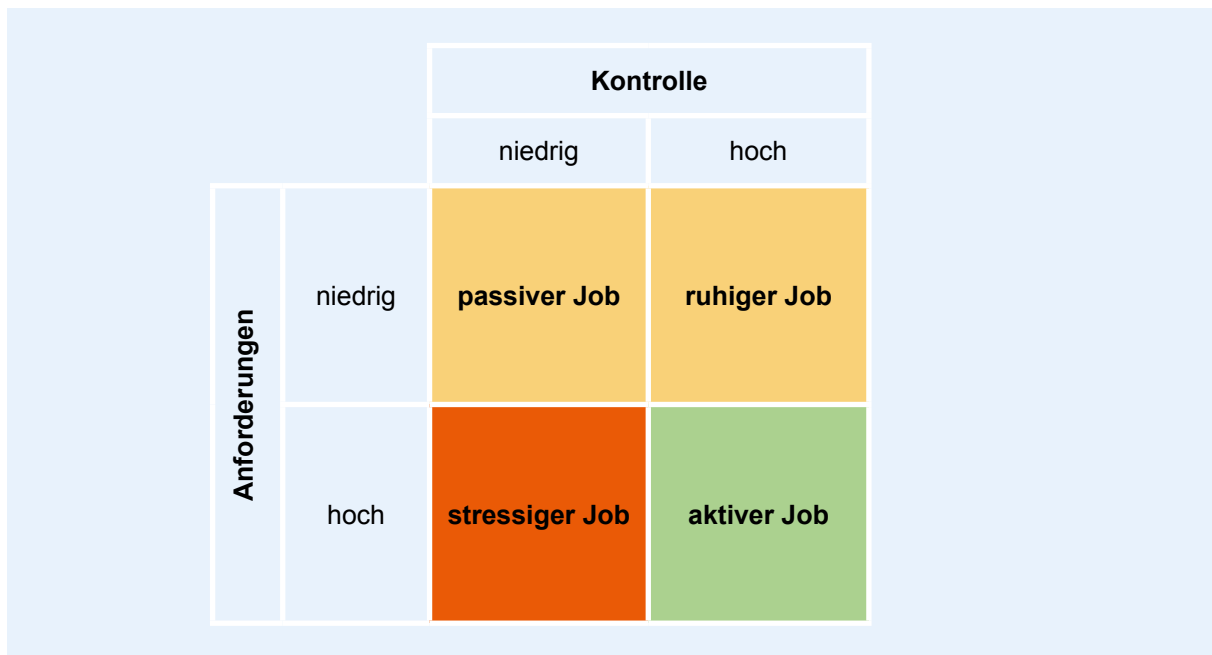 Kontrolle
niedrig
hoch
Anforderungen
niedrig
passiver Job
ruhiger Job
hoch
stressiger Job
aktiver Job